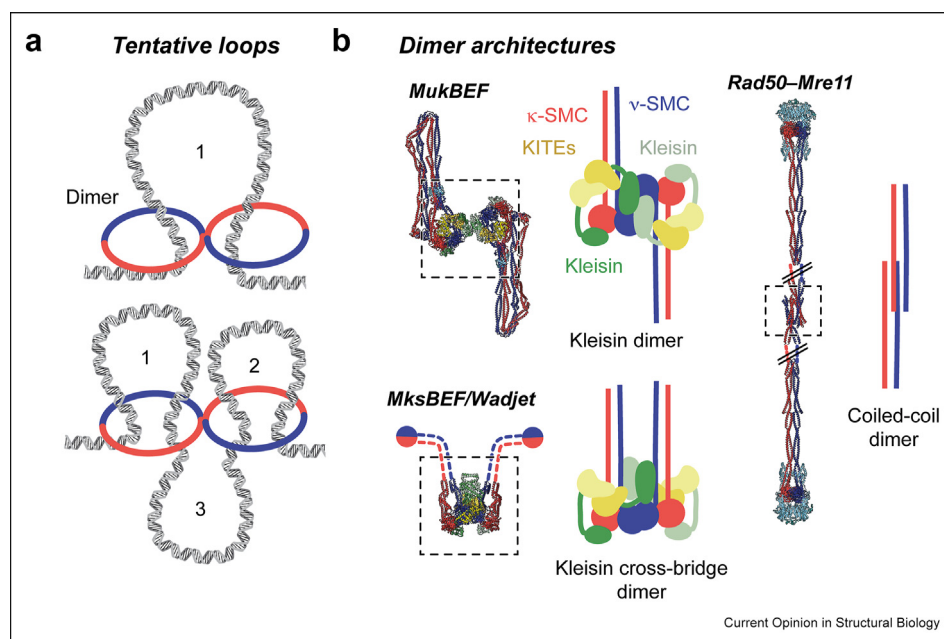 a
Tentative loops
1
Dimer
1
2
3
b
Dimer architectures
MukBEF
κ-SMC
ν-SMC
KITEs
Kleisin
Kleisin
Kleisin dimer
MksBEF/Wadjet
Kleisin cross-bridge
dimer
Rad50–Mre11
Coiled-coil
dimer
Current Opinion in Structural Biology